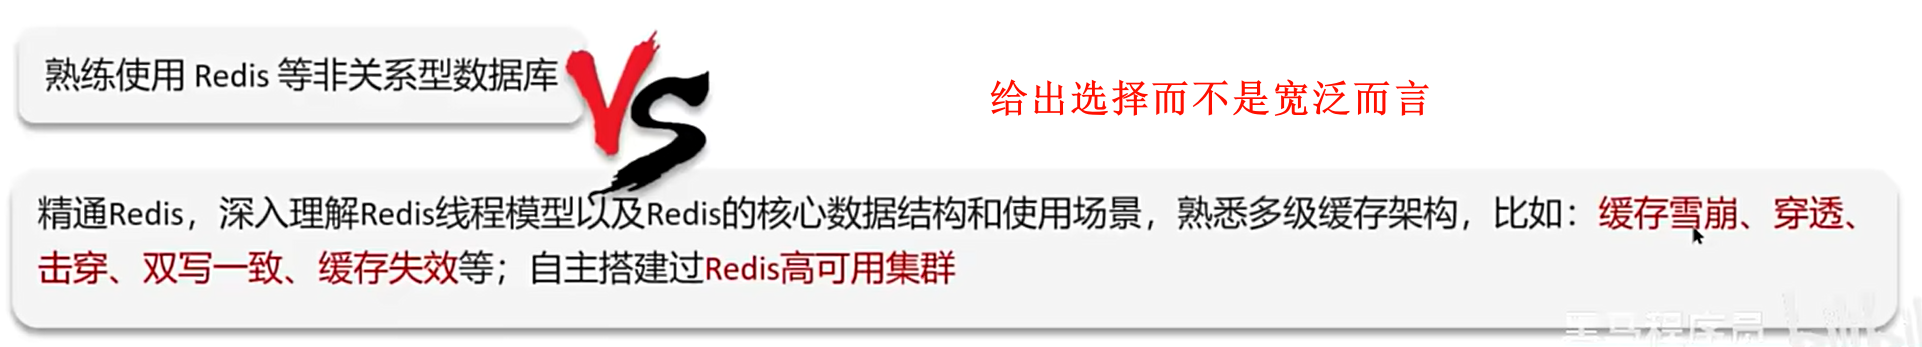 熟练使用 Redis 等非关系型数据库
VS
给出选择而不是宽泛而言
精通Redis，深入理解Redis线程模型以及Redis的核心数据结构和使用场景，熟悉多级缓存架构，比如：缓存雪崩、穿透、
击穿、双写一致、缓存失效等；自主搭建过Redis高可用集群
黑马程序员